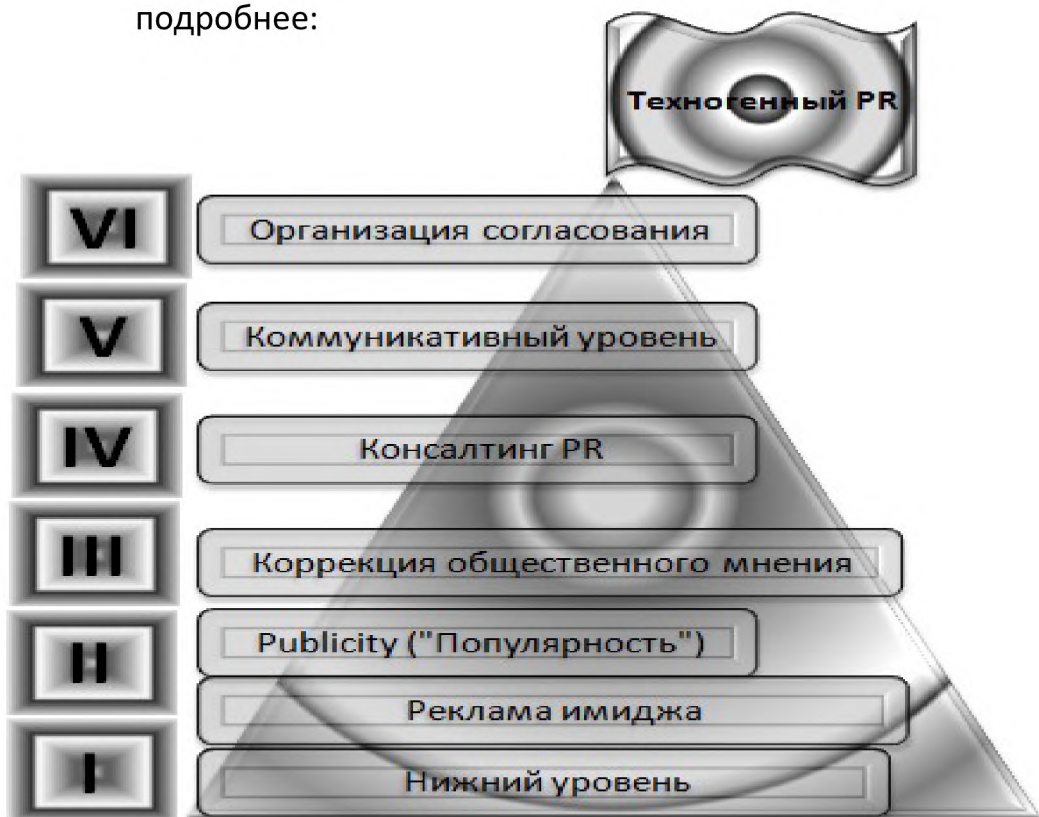 подробнее:
Техногенный PR
VI
Организация согласования
V
Коммуникативный уровень
IV
Консалтинг PR
III
Коррекция общественного мнения
II
Publicity ("Популярность")
Реклама имиджа
I
Нижний уровень